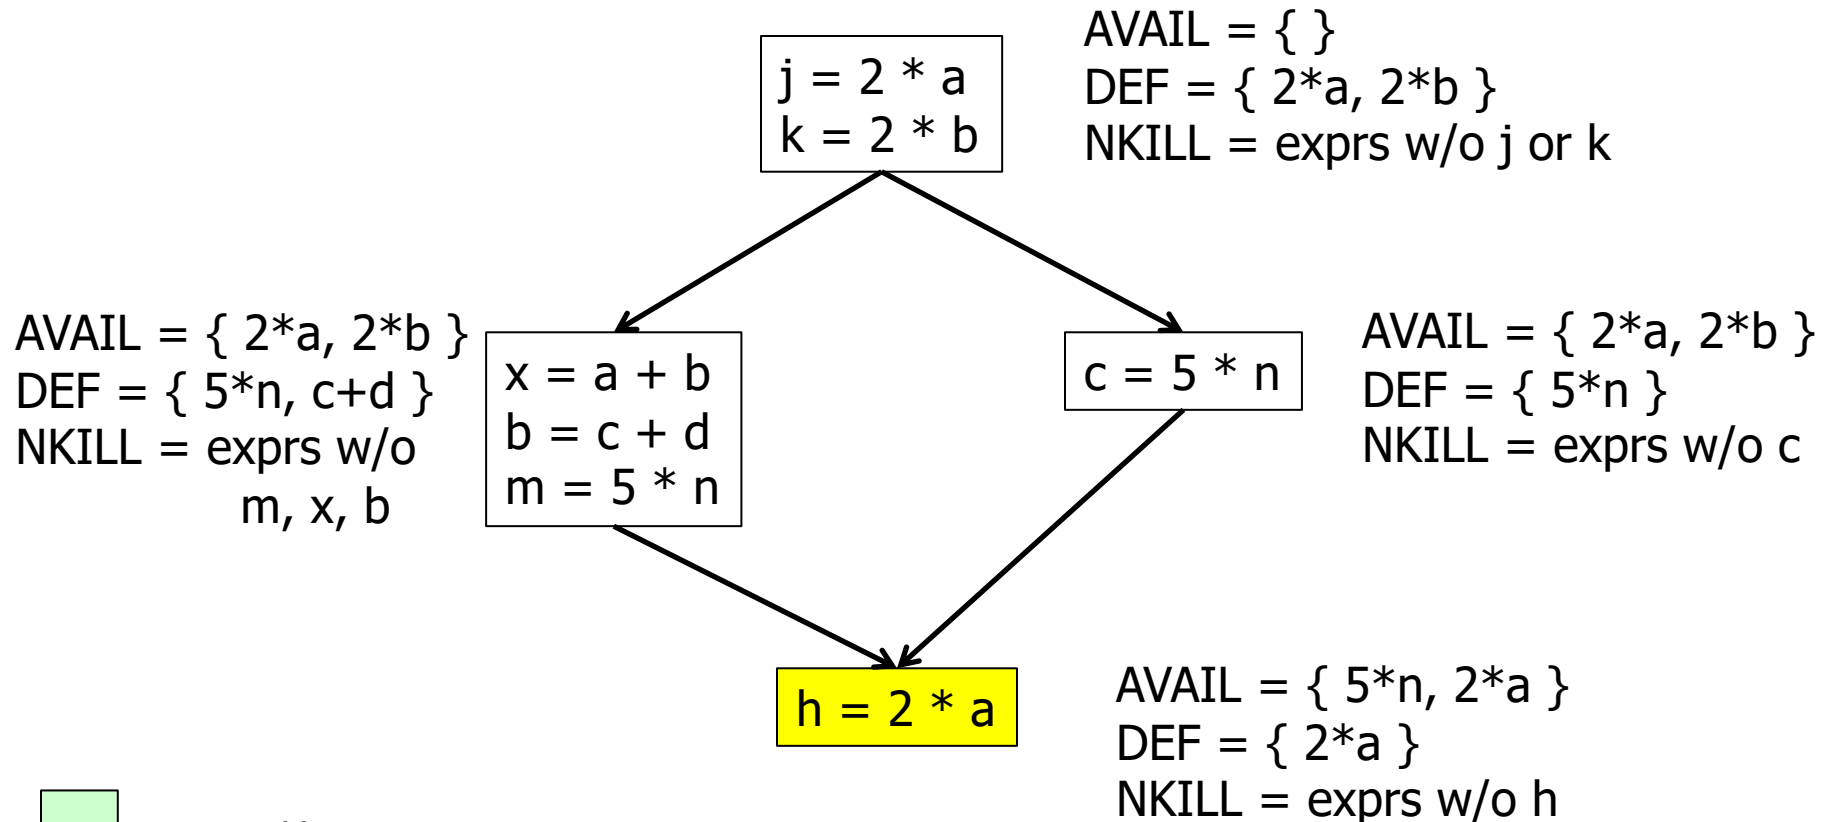 AVAIL = { }
DEF = { 2*a, 2*b }
NKILL = exprs w/o j or k
j = 2 * a
k = 2 * b
AVAIL = { 2*a, 2*b }
DEF = { 5*n, c+d }
NKILL = exprs w/o
m, x, b
x = a + b
b = c + d
m = 5 * n
c = 5 * n
AVAIL = { 2*a, 2*b }
DEF = { 5*n }
NKILL = exprs w/o c
h = 2 * a
AVAIL = { 5*n, 2*a }
DEF = { 2*a }
NKILL = exprs w/o h